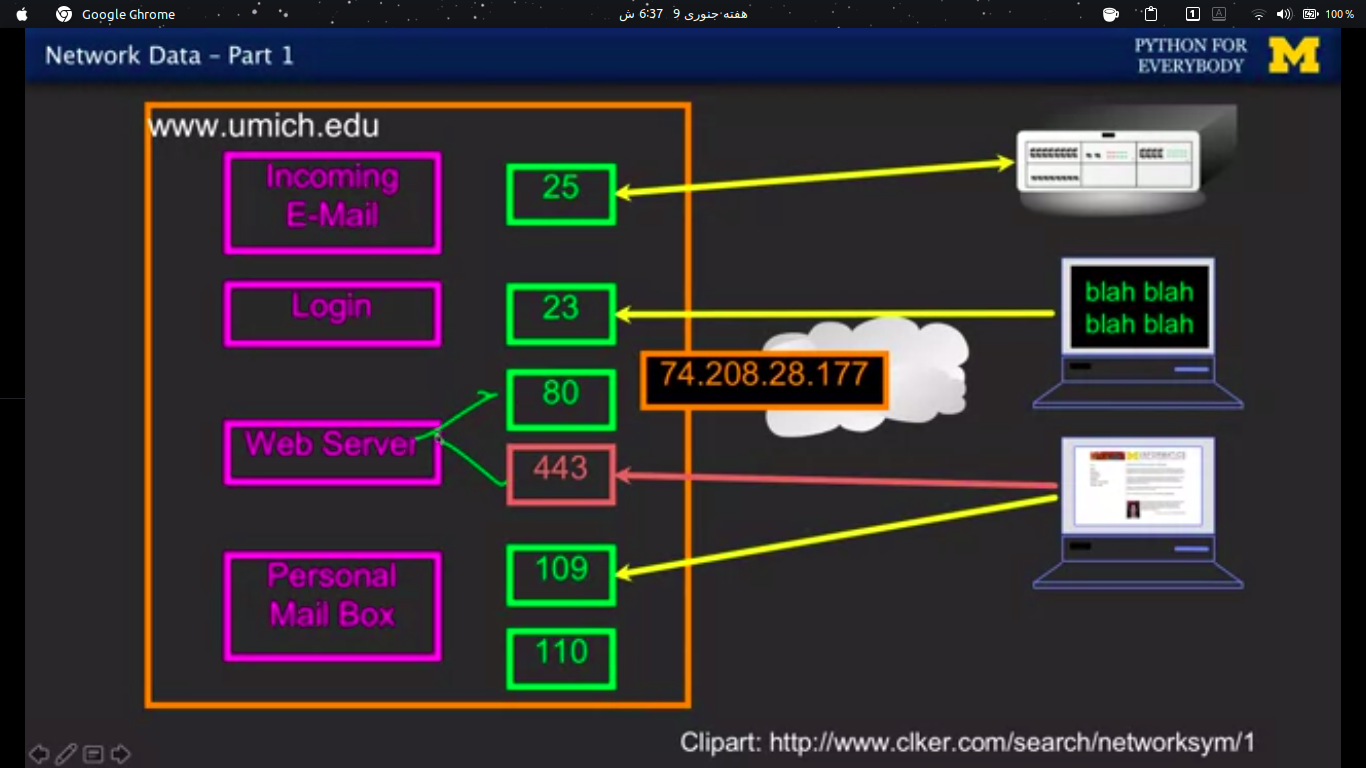 Google Ghrome
هفته جنوری 9 6:37 ش
1
A
100 %
Network Data – Part 1
PYTHON FOR
EVERYBODY
M
www.umich.edu
Incoming
E-Mail
25
Login
23
blah blah
blah blah
74.208.28.177
80
Web Server
443
Personal
Mail Box
109
110
Clipart: http://www.clker.com/search/networksym/1